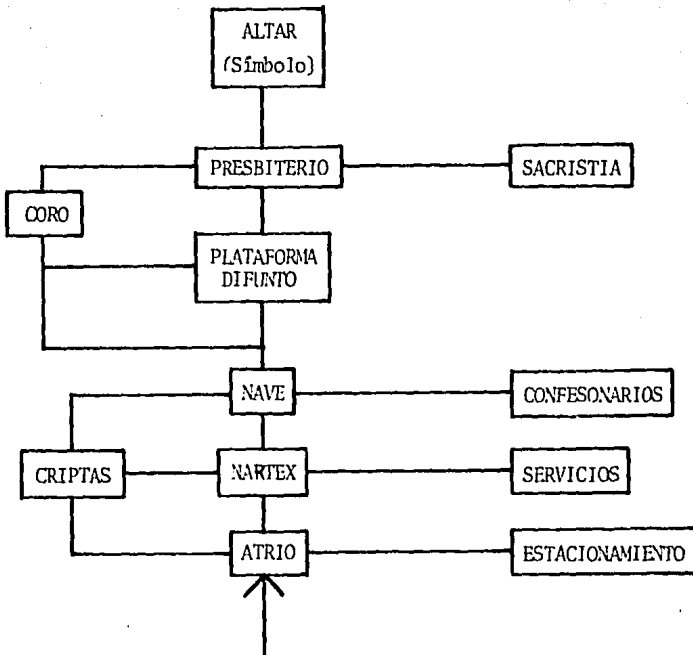 ALTAR
(Símbolo)
PRESBITERIO
SACRISTIA
CORO
PLATAFORMA
DIFUNTO
NAVE
CONFESONARIOS
CRIPTAS
NARTEX
SERVICIOS
ATRIO
ESTACIONAMIENTO